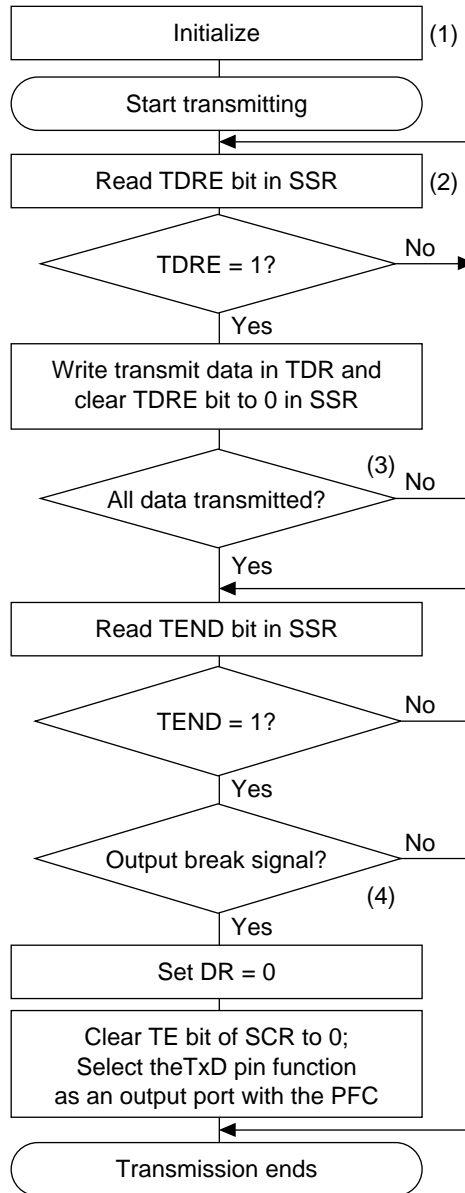 Initialize
(1)
Start transmitting
Read TDRE bit in SSR
(2)
TDRE = 1?
No
Yes
Write transmit data in TDR and
clear TDRE bit to 0 in SSR
(3)
All data transmitted?
No
Yes
Read TEND bit in SSR
TEND = 1?
No
Yes
Output break signal?
No
(4)
Yes
Set DR = 0
Clear TE bit of SCR to 0;
Select theTxD pin function
as an output port with the PFC
Transmission ends